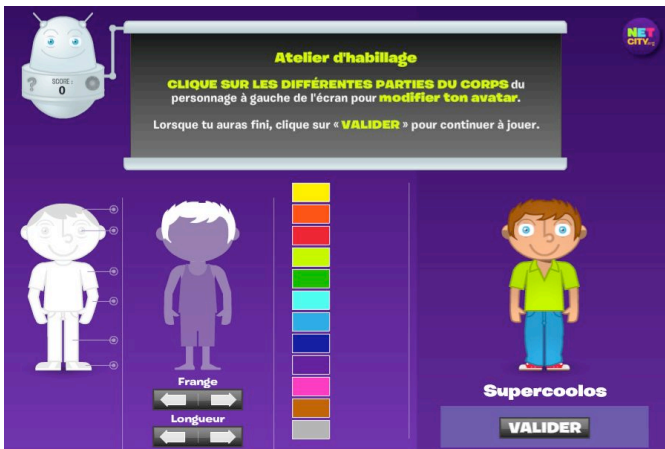 NET
CITY.org
SCORE :
0
Atelier d'habillage
CLIQUE SUR LES DIFFÉRENTES PARTIES DU CORPS du
personnage à gauche de l'écran pour modifier ton avatar.
Lorsque tu auras fini, clique sur « VALIDER » pour continuer à jouer.
?
Frange
Longueur
Supercoolos
VALIDER